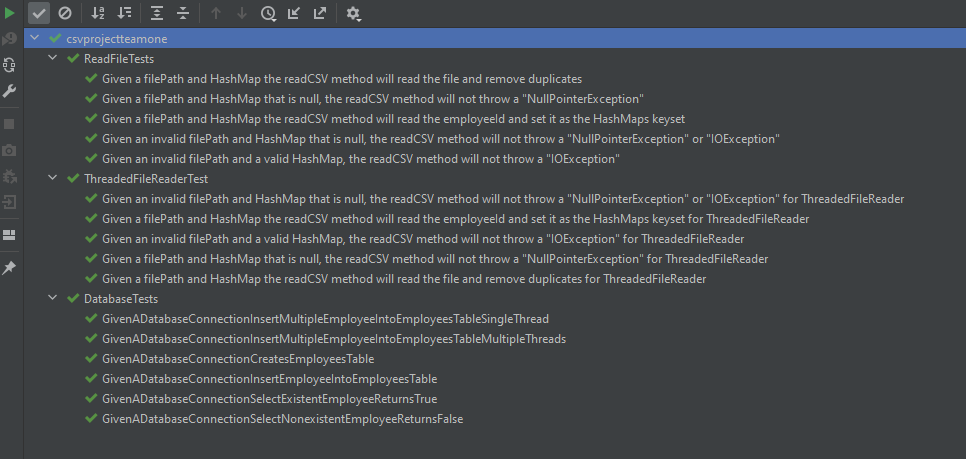 csvprojectteamone
ReadFileTests
Given a filePath and HashMap the readCSV method will read the file and remove duplicates
Given a filePath and HashMap that is null, the readCSV method will not throw a "NullPointerException"
Given a filePath and HashMap the readCSV method will read the employeeId and set it as the HashMaps keyset
Given an invalid filePath and HashMap that is null, the readCSV method will not throw a "NullPointerException" or "IOException"
Given an invalid filePath and a valid HashMap, the readCSV method will not throw a "IOException"
ThreadedFileReaderTest
Given an invalid filePath and HashMap that is null, the readCSV method will not throw a "NullPointerException" or "IOException" for ThreadedFileReader
Given a filePath and HashMap the readCSV method will read the employeeId and set it as the HashMaps keyset for ThreadedFileReader
Given an invalid filePath and a valid HashMap, the readCSV method will not throw a "IOException" for ThreadedFileReader
Given a filePath and HashMap that is null, the readCSV method will not throw a "NullPointerException" for ThreadedFileReader
Given a filePath and HashMap the readCSV method will read the file and remove duplicates for ThreadedFileReader
DatabaseTests
GivenADatabaseConnectionInsertMultipleEmployeeIntoEmployeesTableSingleThread
GivenADatabaseConnectionInsertMultipleEmployeeIntoEmployeesTableMultipleThreads
GivenADatabaseConnectionCreatesEmployeesTable
GivenADatabaseConnectionInsertEmployeeIntoEmployeesTable
GivenADatabaseConnectionSelectExistentEmployeeReturnsTrue
GivenADatabaseConnectionSelectNonexistentEmployeeReturnsFalse